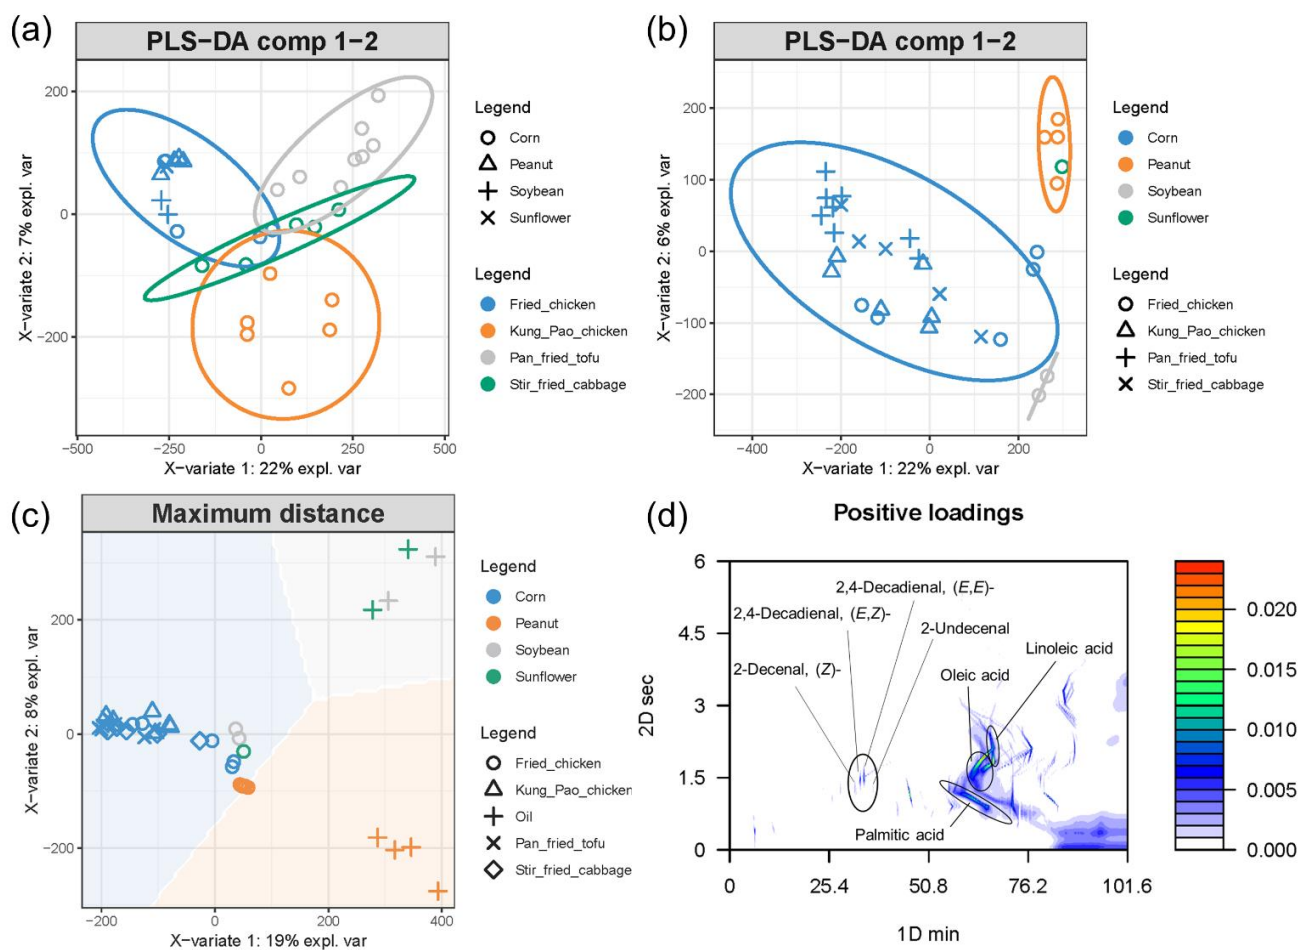 (a)
PLS−DA comp 1−2
200
0
−200
X−variate 2: 7% expl. var
−500
−250
0
250
500
X−variate 1: 22% expl. var
Legend
Corn
Peanut
Soybean
Sunflower
Legend
Fried_chicken
Kung_Pao_chicken
Pan_fried_tofu
Stir_fried_cabbage
(b)
PLS−DA comp 1−2
200
100
0
−100
−200
X−variate 2: 6% expl. var
−400
−200
0
200
X−variate 1: 22% expl. var
Legend
Corn
Peanut
Soybean
Sunflower
Legend
Fried_chicken
Kung_Pao_chicken
Pan_fried_tofu
Stir_fried_cabbage
(c)
Maximum distance
200
0
−200
X−variate 2: 8% expl. var
−200
0
200
400
X−variate 1: 19% expl. var
Legend
Corn
Peanut
Soybean
Sunflower
Legend
Fried_chicken
Kung_Pao_chicken
Oil
Pan_fried_tofu
Stir_fried_cabbage
(d)
Positive loadings
6
4.5
3
1.5
0
2D sec
2,4-Decadienal, (E,E)-
2,4-Decadienal, (E,Z)-
2-Undecenal
2-Decenal, (Z)-
Linoleic acid
Oleic acid
Palmitic acid
0
25.4
50.8
76.2
101.6
1D min
0.020
0.015
0.010
0.005
0.000